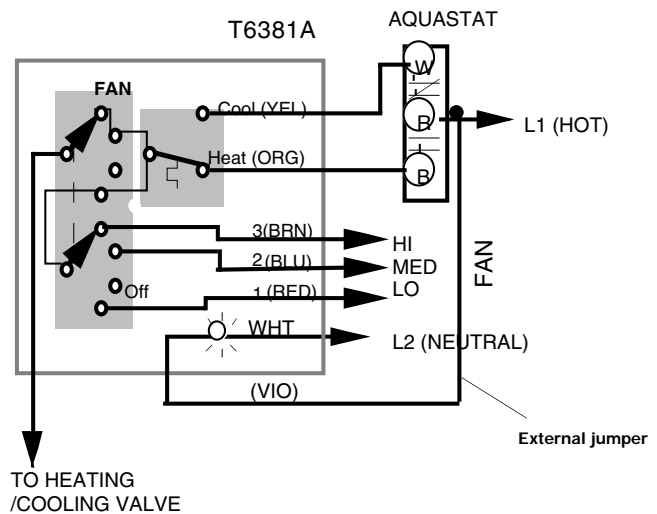 AQUASTAT
T6381A
FAN
W
Cool (YEL)
R
L1 (HOT)
Heat (ORG)
B
3(BRN)
HI
2(BLU)
MED
FAN
Off
1(RED)
LO
WHT
L2 (NEUTRAL)
(VIO)
External jumper
TO HEATING
/COOLING VALVE